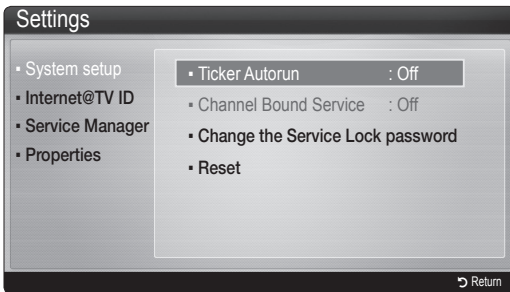 Settings
▪ System setup
▪ Internet@TV ID
▪ Service Manager
▪ Properties
▪ Ticker Autorun : Off
▪ Channel Bound Service : Off
▪ Change the Service Lock password
▪ Reset
Return